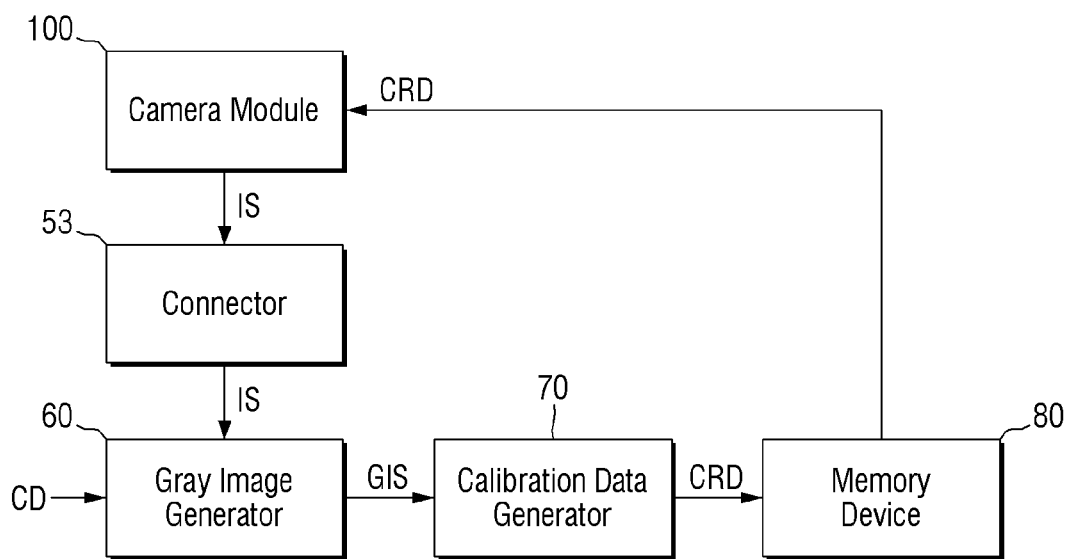 100
Camera Module
CRD
IS
53
Connector
IS
60
70
80
CD
Gray Image
Generator
GIS
Calibration Data
Generator
CRD
Memory
Device